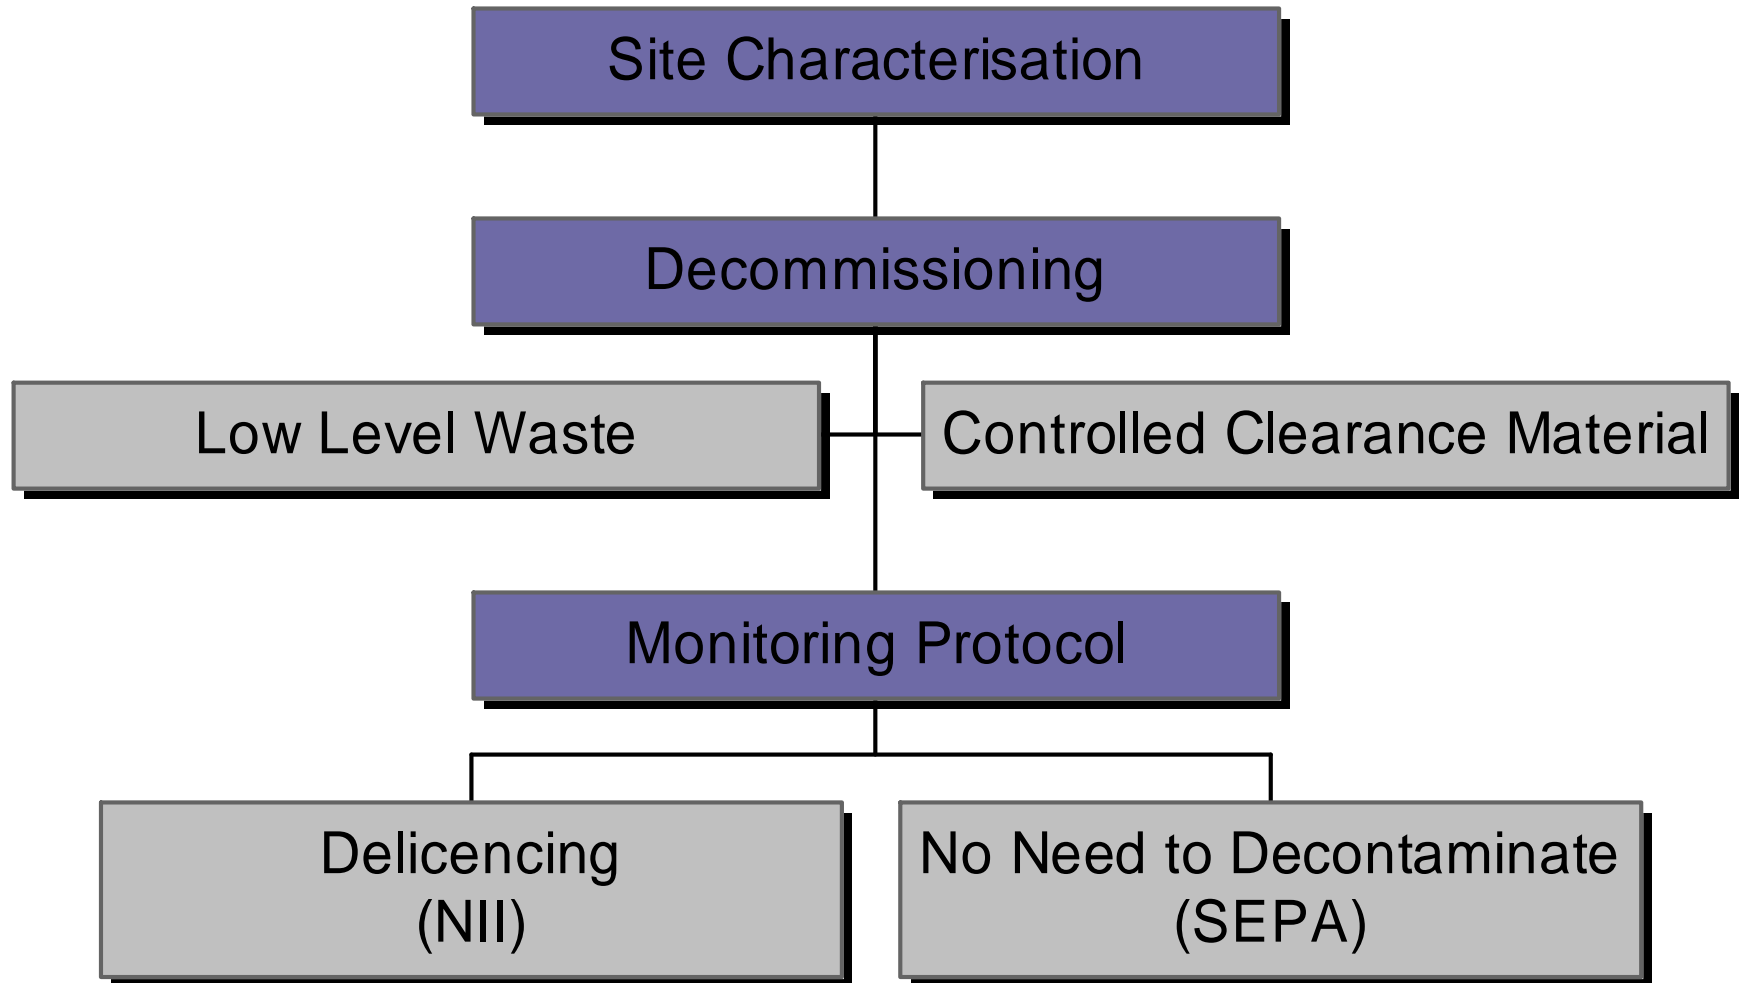 Site Characterisation
Decommissioning
Low Level Waste
Controlled Clearance Material
Monitoring Protocol
Delicencing
(NII)
No Need to Decontaminate
(SEPA)